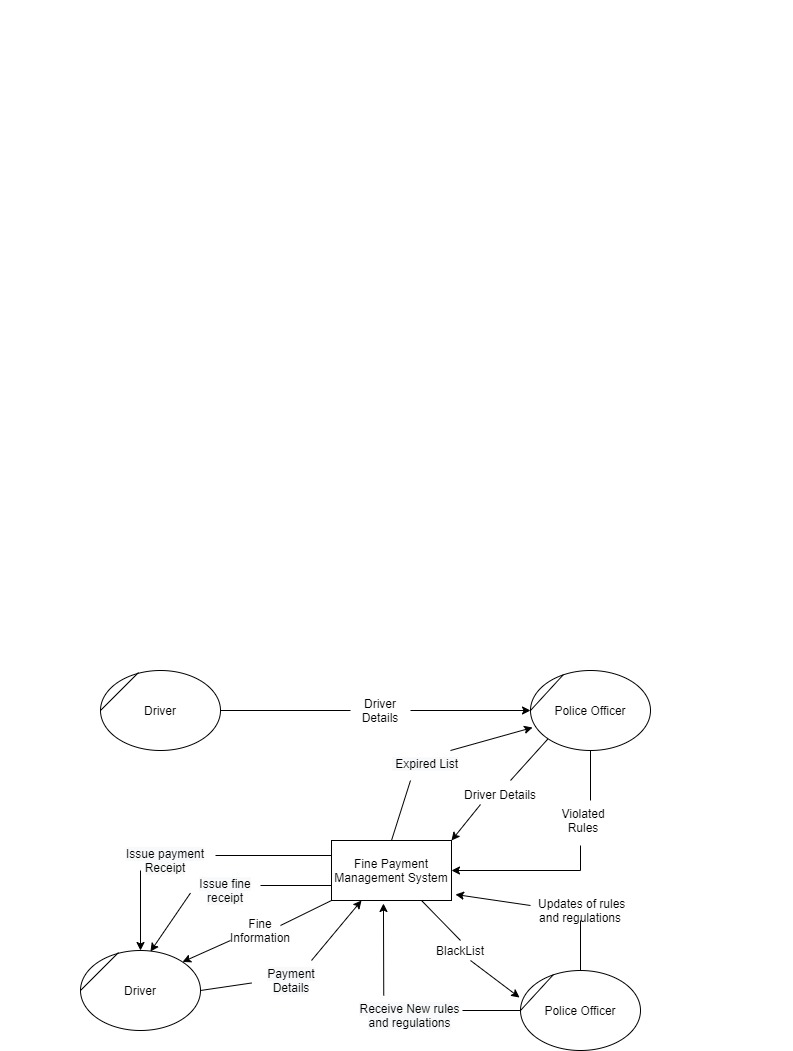 Driver
Driver
Details
Police Officer
Expired List
Driver Details
Violated
Rules
Issue payment
Receipt
Fine Payment
Management System
Issue fine
receipt
Updates of rules
and regulations
Fine
Information
BlackList
Payment
Details
Driver
Receive New rules
and regulations
Police Officer